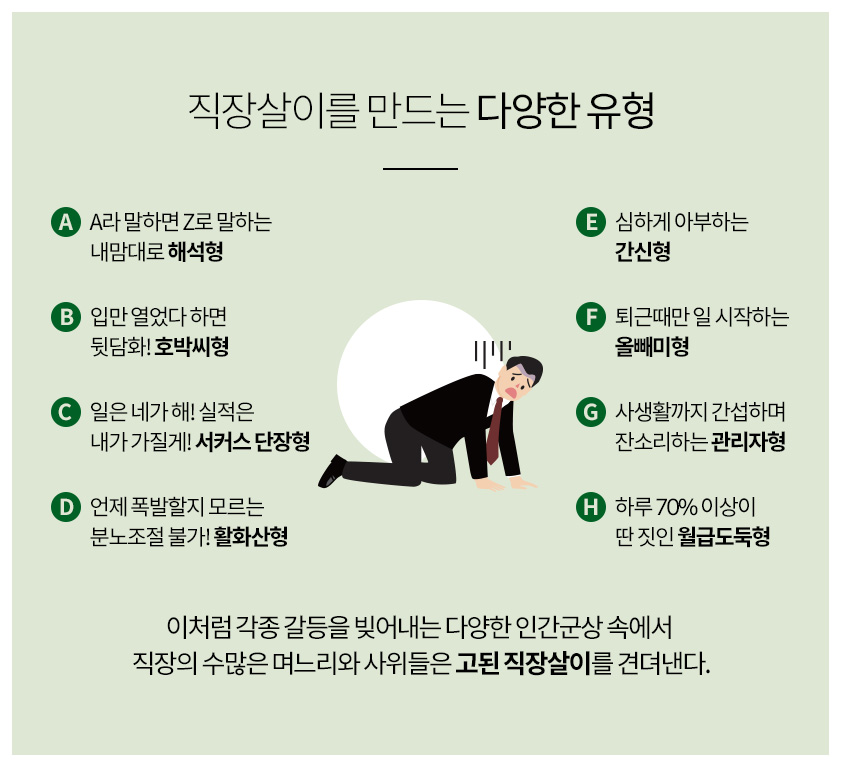 직장살이를 만드는 다양한 유형
A A라 말하면 Z로 말하는
내맘대로 해석형
B 입만 열었다 하면
뒷담화! 호박씨형
C 일은 네가 해! 실적은
내가 가질게! 서커스 단장형
D 언제 폭발할지 모르는
분노조절 불가! 활화산형
E 심하게 아부하는
간신형
F 퇴근때만 일 시작하는
올빼미형
G 사생활까지 간섭하며
잔소리하는 관리자형
H 하루 70% 이상이
딴 짓인 월급도둑형
이처럼 각종 갈등을 빚어내는 다양한 인간군상 속에서
직장의 수많은 며느리와 사위들은 고된 직장살이를 견뎌낸다.